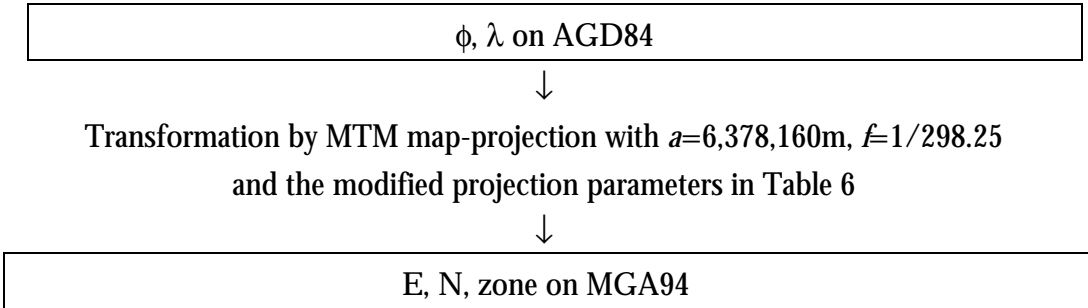 ϕ, λ on AGD84
↓
Transformation by MTM map-projection with a=6,378,160m, f=1/298.25
and the modified projection parameters in Table 6
↓
E, N, zone on MGA94